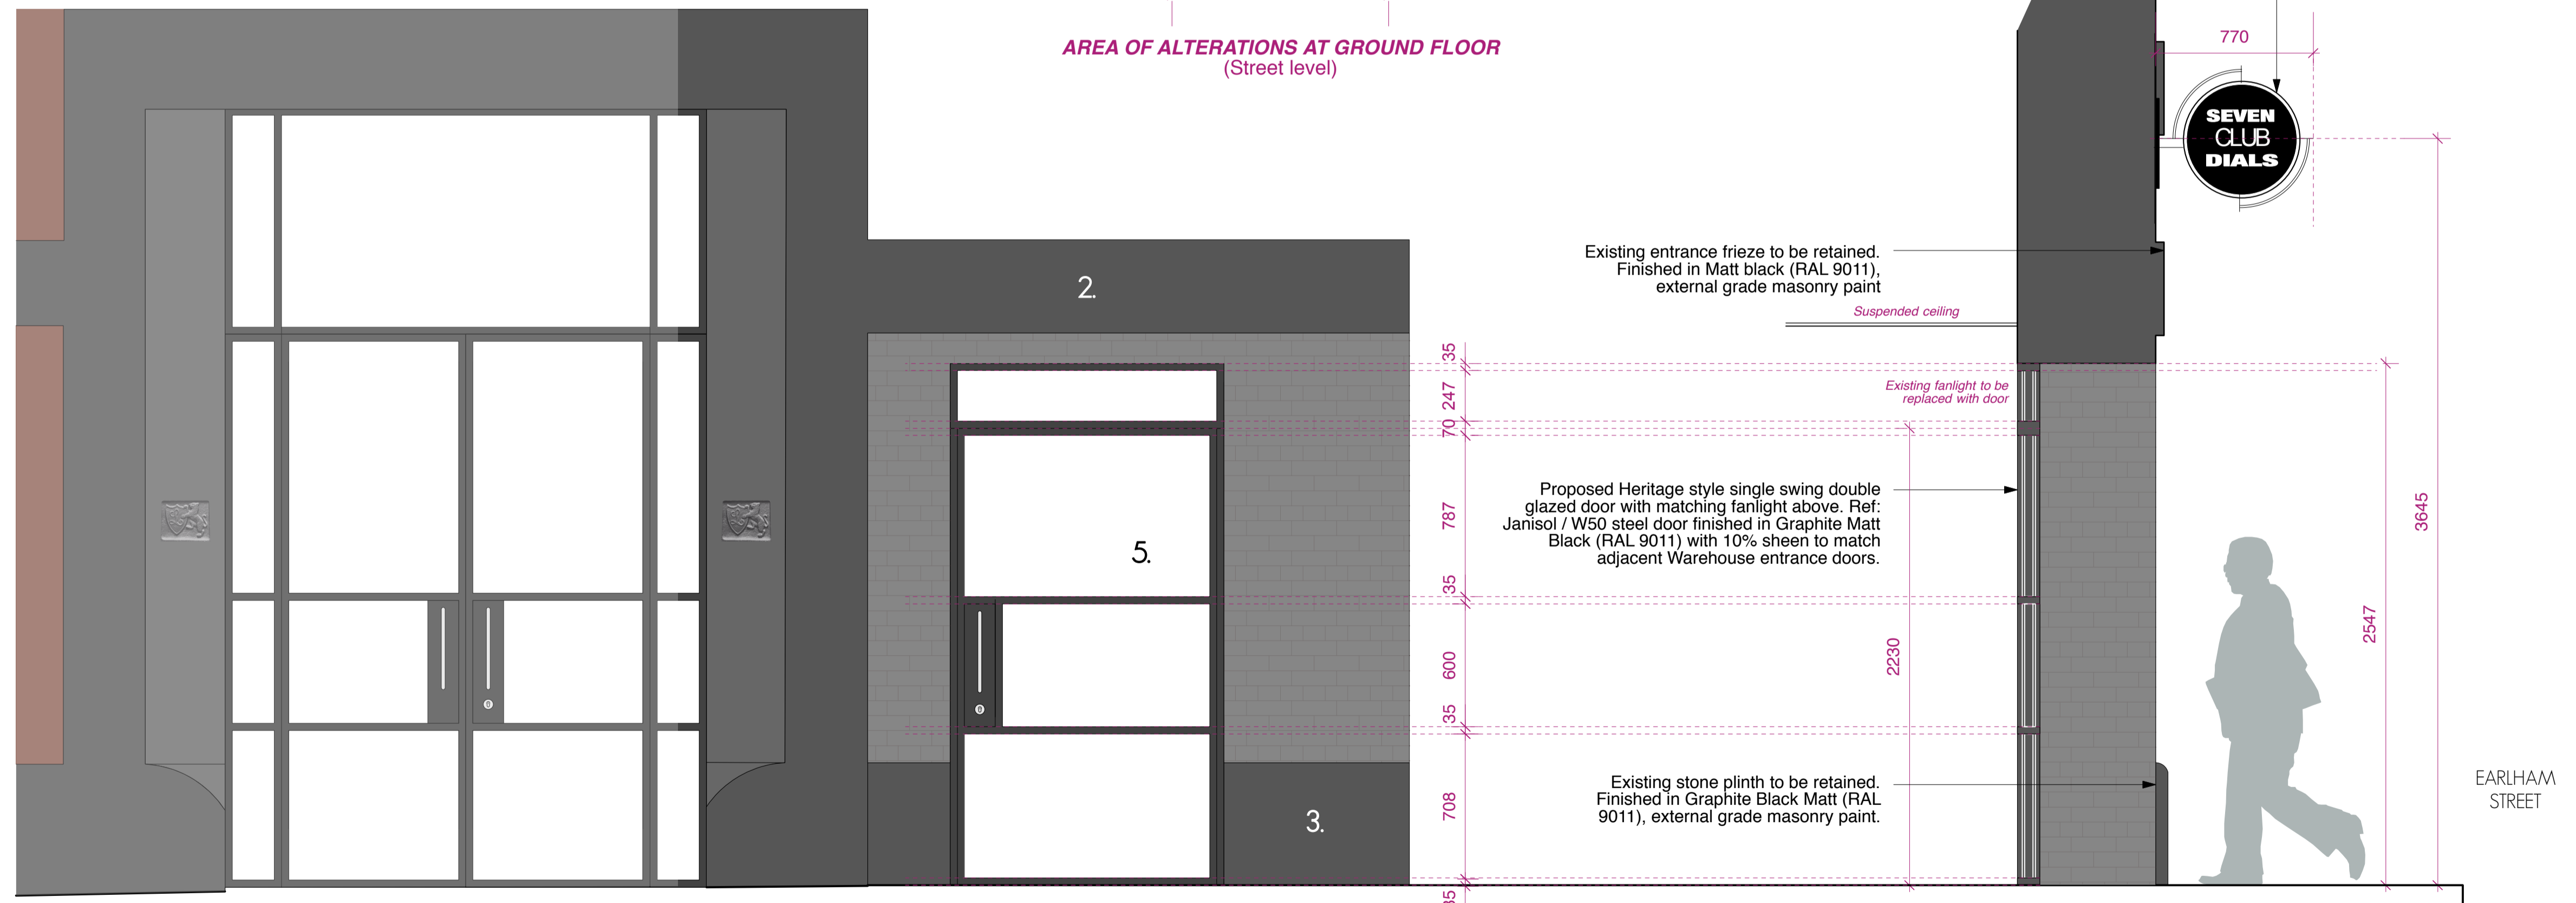 AREA OF ALTERATIONS AT GROUND FLOOR
(Street level)
770
SEVEN
CLUB
DIALS
Existing entrance frieze to be retained.
Finished in Matt black (RAL 9011),
external grade masonry paint
Suspended ceiling
2.
35
247
70
787
35
600
35
708
35
Existing fanlight to be
replaced with door
Proposed Heritage style single swing double
glazed door with matching fanlight above. Ref:
Janisol / W50 steel door finished in Graphite Matt
Black (RAL 9011) with 10% sheen to match
adjacent Warehouse entrance doors.
5.
2230
2547
3645
Existing stone plinth to be retained.
Finished in Graphite Black Matt (RAL
9011), external grade masonry paint.
3.
EARLHAM
STREET